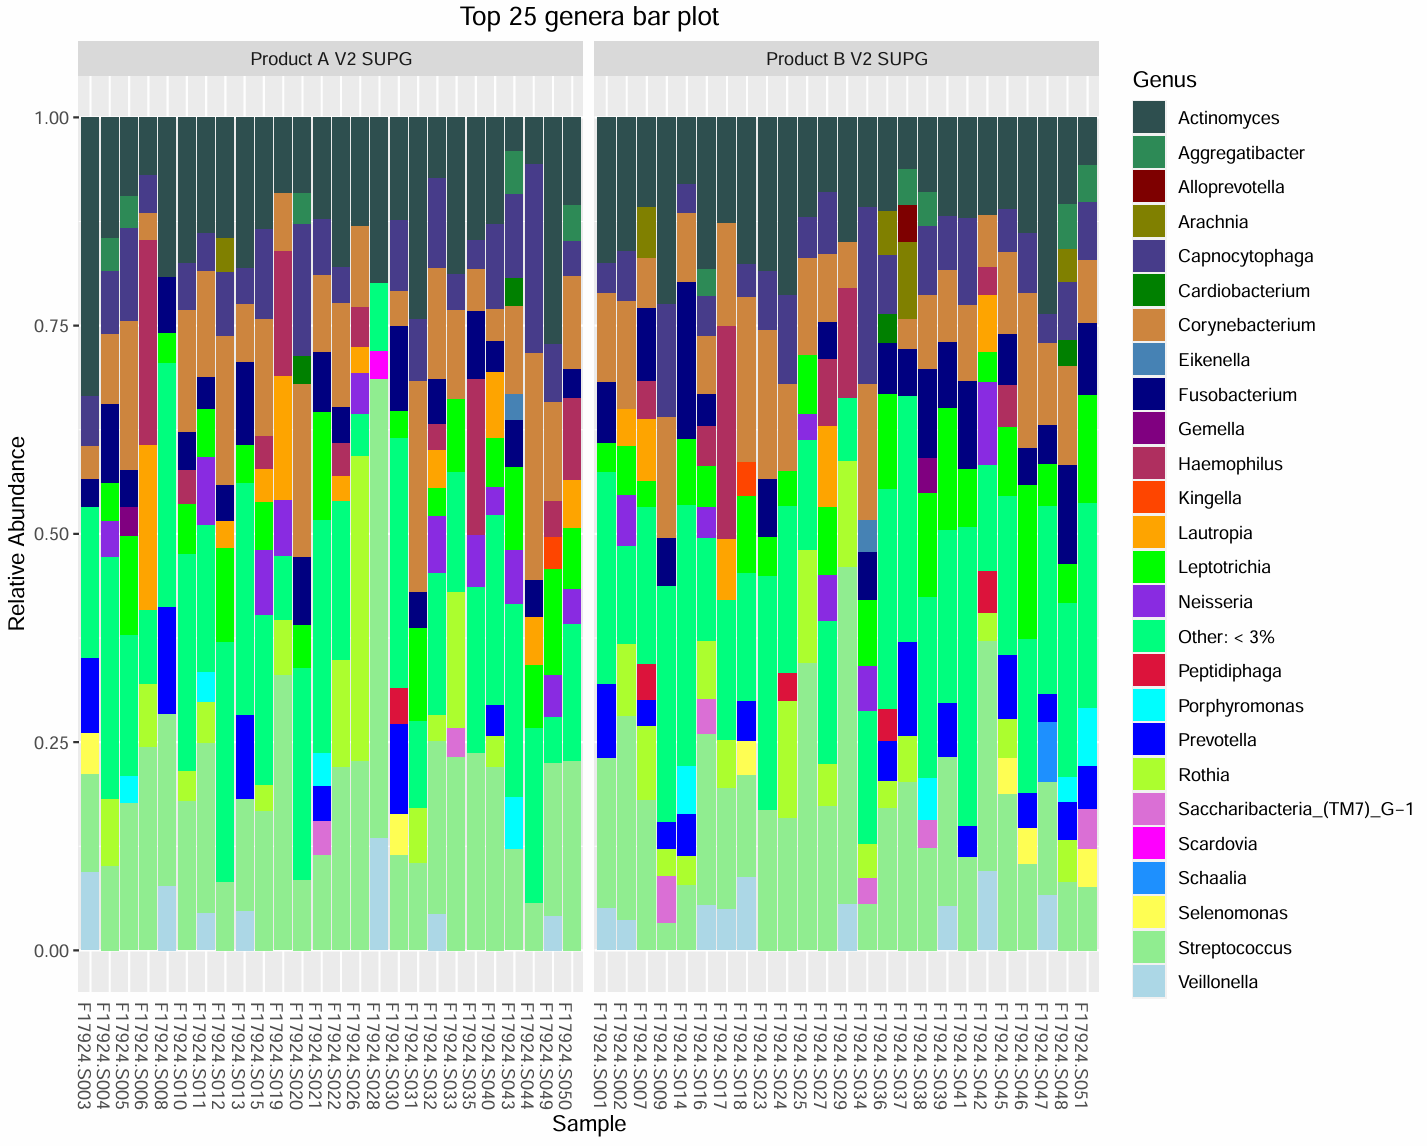 Top 25 genera bar plot
Product A V2 SUPG
Product B V2 SUPG
Relative Abundance
1.00
0.75
0.50
0.25
0.00
F17924.S003
F17924.S004
F17924.S005
F17924.S006
F17924.S008
F17924.S010
F17924.S011
F17924.S012
F17924.S013
F17924.S015
F17924.S019
F17924.S020
F17924.S021
F17924.S022
F17924.S026
F17924.S028
F17924.S030
F17924.S031
F17924.S032
F17924.S033
F17924.S035
F17924.S040
F17924.S043
F17924.S044
F17924.S049
F17924.S050
F17924.S001
F17924.S002
F17924.S007
F17924.S009
F17924.S014
F17924.S016
F17924.S017
F17924.S018
F17924.S023
F17924.S024
F17924.S025
F17924.S027
F17924.S029
F17924.S034
F17924.S036
F17924.S037
F17924.S038
F17924.S039
F17924.S041
F17924.S042
F17924.S045
F17924.S046
F17924.S047
F17924.S048
F17924.S051
Sample
Genus
Actinomyces
Aggregatibacter
Alloprevotella
Arachnia
Capnocytophaga
Cardiobacterium
Corynebacterium
Eikenella
Fusobacterium
Gemella
Haemophilus
Kingella
Lautropia
Leptotrichia
Neisseria
Other: < 3%
Peptidiphaga
Porphyromonas
Prevotella
Rothia
Saccharibacteria_(TM7)_G−1
Scardovia
Schaalia
Selenomonas
Streptococcus
Veillonella